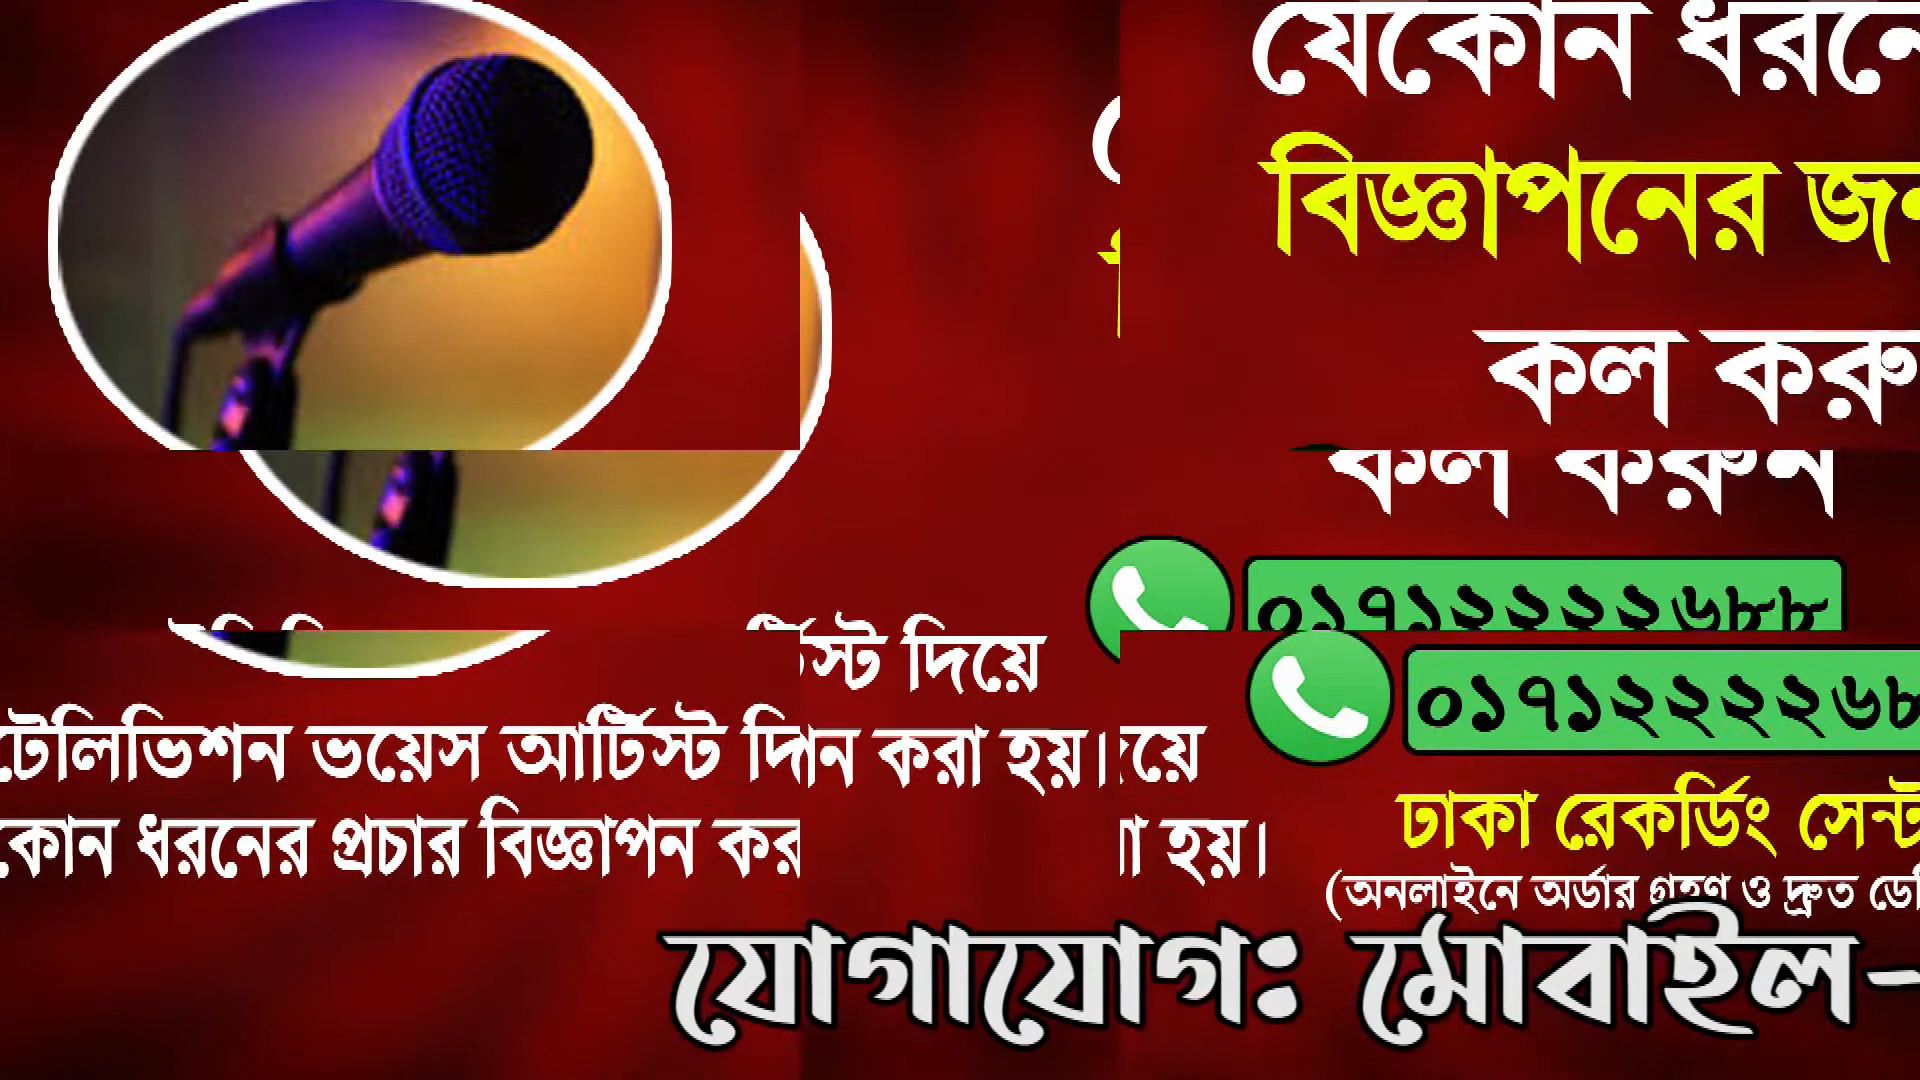 যেকোন ধরনে
বিজ্ঞাপনের
কল করু
কল করুন
০১৭১২২২২৬৮৮
র্টিস্ট দিয়ে
০১৭১২২২২৬৮
টেলিভিশন ভয়েস আর্টিস্ট দি
ন করা হয়।
য়ে
কোন ধরনের প্রচার বিজ্ঞাপন কর
া হয়।
ঢাকা রেকর্ডিং সেন্ট
(অনলাইনে অর্ডার গ্রহণ ও দ্রুত ডে
যোগাযোগঃ মোবাইল-